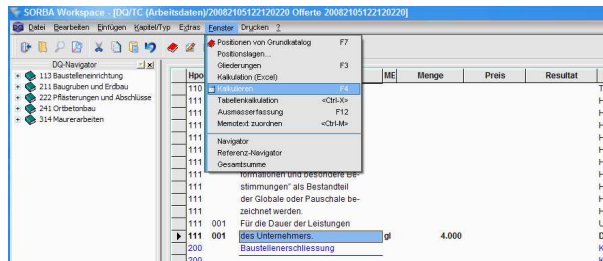 SORBA Workspace - [DQ/TC (Arbeitsdaten)/20082105122120220 Offerte 20082105122120220]
Datei Bearbeiten Einfügen Kapitel/Typ Extras Fenster Drucken ?
DQ-Navigator
113 Baustelleneinrichtung
211 Baugruben und Erdbau
222 Pflästerungen und Abschlüsse
241 Ortbetonbau
314 Maurerarbeiten
Positionen von Grundkatalog F7
Positionslagen...
Gliederungen F3
Kalkulation (Excel)
Kalkulieren F4
Tabellenkalkulation <Ctrl-X>
Ausmasserfassung F12
Memotext zuordnen <Ctrl-M>
Navigator
Referenz-Navigator
Gesamtsumme
Hpo ME Menge Preis Resultat
110 T
111 H
111 H
111 H
111 H
111 H
111 formationen und besondere Be- H
111 stimmungen" als Bestandteil H
111 der Globale oder Pauschale be- H
111 zeichnet werden. H
111 001 Für die Dauer der Leistungen U
111 001 des Unternehmers. gl 4.000 D
200 Baustellenerschliessung K
200